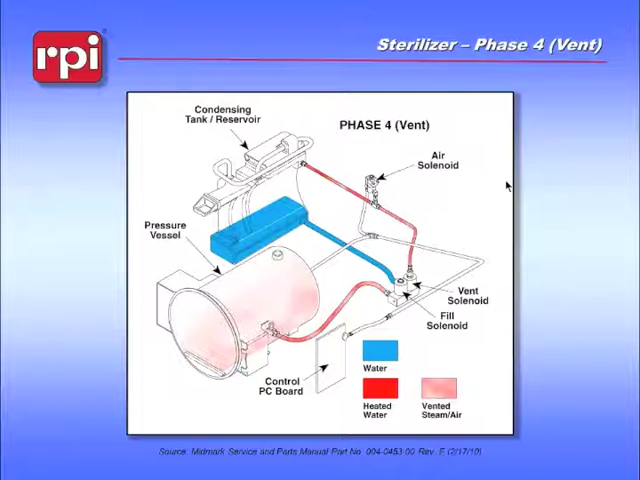 rpi
Sterilizer – Phase 4 (Vent)
Condensing
Tank / Reservoir
PHASE 4 (Vent)
Air
Solenoid
Pressure
Vessel
Vent
Solenoid
Fill
Solenoid
Control
PC Board
Water
Heated
Water
Vented
Steam/Air
Source: Midmark Service and Parts Manual Part No. 004-0453-00 Rev. E (2/17/10)